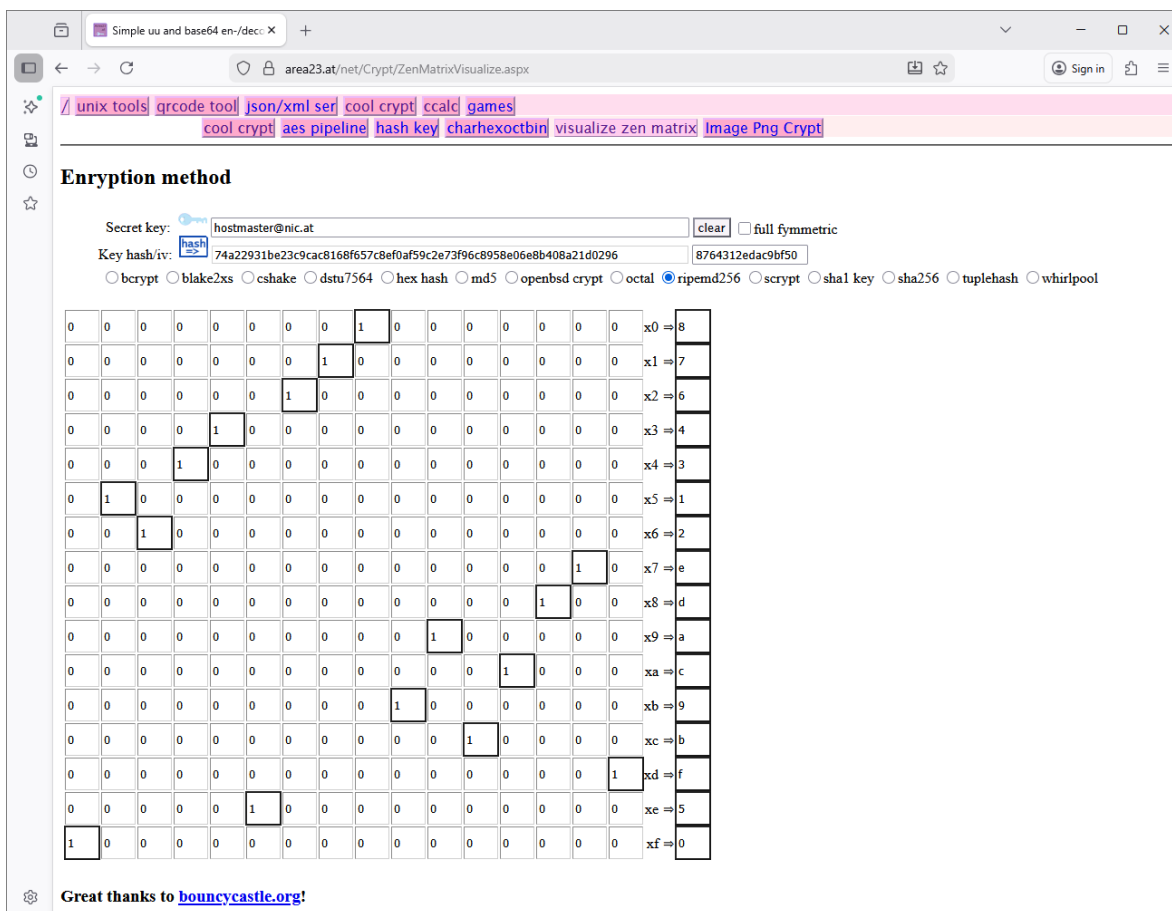 Simple uu and base64 en-/deco
area23.at/net/Crypt/ZenMatrixVisualize.aspx
Sign in
/ unix tools qrcode tool json/xml ser cool crypt ccalc games
cool crypt aes pipeline hash key charhexoctbin visualize zen matrix Image Png Crypt
Enryption method
Secret key: hostmaster@nic.at clear full fymmetric
Key hash/iv: hash => 74a22931be23c9cac8168f657c8ef0af59c2e73f96c8958e06e8b408a21d0296 8764312edac9bf50
bcrypt blake2xs cshake dstu7564 hex hash md5 openbsd crypt octal ripemd256 scrypt sha1 key sha256 tuplehash whirlpool
0 0 0 0 0 0 0 0 1 0 0 0 0 0 0 0 x0 ⇒ 8
0 0 0 0 0 0 0 1 0 0 0 0 0 0 0 0 x1 ⇒ 7
0 0 0 0 0 0 1 0 0 0 0 0 0 0 0 0 x2 ⇒ 6
0 0 0 0 1 0 0 0 0 0 0 0 0 0 0 0 x3 ⇒ 4
0 0 0 1 0 0 0 0 0 0 0 0 0 0 0 0 x4 ⇒ 3
0 1 0 0 0 0 0 0 0 0 0 0 0 0 0 0 x5 ⇒ 1
0 0 1 0 0 0 0 0 0 0 0 0 0 0 0 0 x6 ⇒ 2
0 0 0 0 0 0 0 0 0 0 0 0 0 0 1 0 x7 ⇒ e
0 0 0 0 0 0 0 0 0 0 0 0 0 1 0 0 x8 ⇒ d
0 0 0 0 0 0 0 0 0 0 1 0 0 0 0 0 x9 ⇒ a
0 0 0 0 0 0 0 0 0 0 0 0 1 0 0 0 xa ⇒ c
0 0 0 0 0 0 0 0 0 1 0 0 0 0 0 0 xb ⇒ 9
0 0 0 0 0 0 0 0 0 0 0 1 0 0 0 0 xc ⇒ b
0 0 0 0 0 0 0 0 0 0 0 0 0 0 0 1 xd ⇒ f
0 0 0 0 0 1 0 0 0 0 0 0 0 0 0 0 xe ⇒ 5
1 0 0 0 0 0 0 0 0 0 0 0 0 0 0 0 xf ⇒ 0
Great thanks to bouncycastle.org!